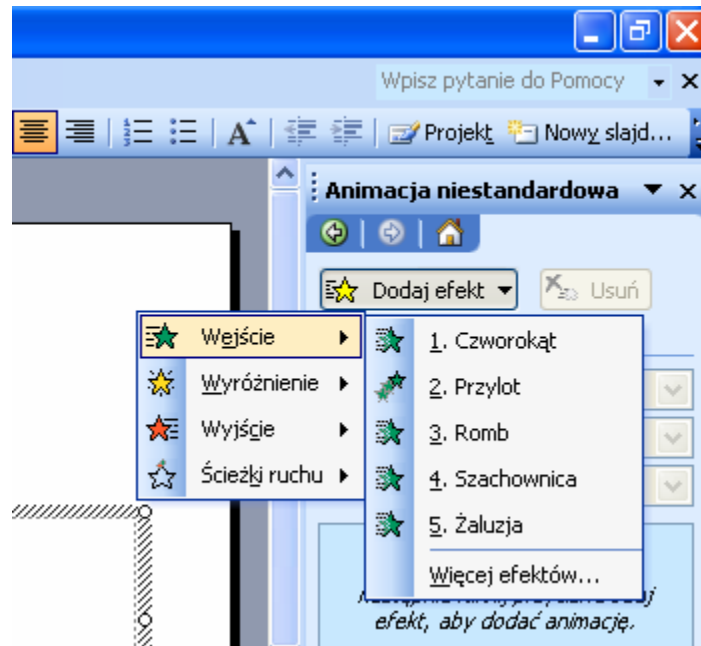 Wpisz pytanie do Pomocy
A Projekt Nowy slajd...
Animacja niestandardowa
Dodaj efekt Usuń
Wejście
Wyróżnienie
Wyjście
Ścieżki ruchu
1. Czworokąt
2. Przylot
3. Romb
4. Szachownica
5. Żaluzja
Więcej efektów...
efekt, aby dodać animację.